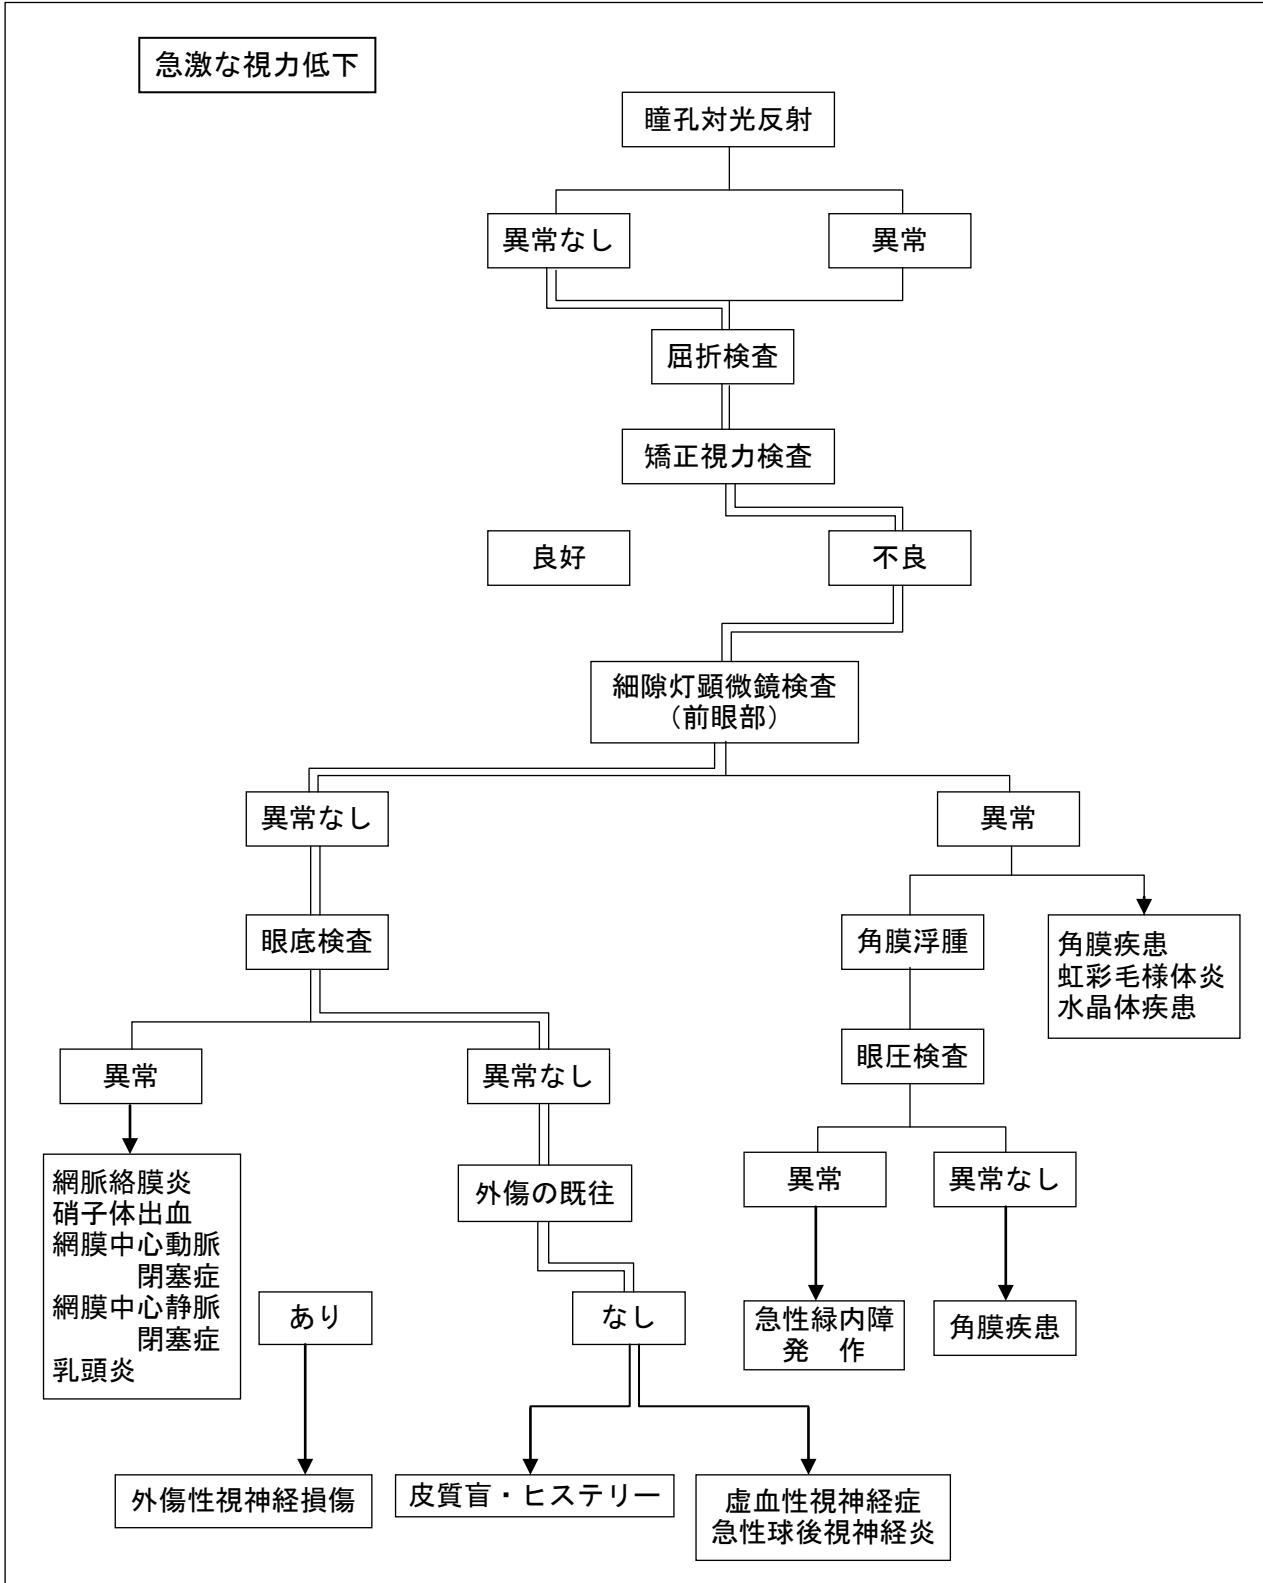 急激な視力低下
瞳孔対光反射
異常なし
異常
屈折検査
矯正視力検査
良好
不良
細隙灯顕微鏡検査
（前眼部）
異常なし
異常
眼底検査
角膜浮腫
角膜疾患
虹彩毛様体炎
水晶体疾患
眼圧検査
異常
異常なし
異常
異常なし
網脈絡膜炎
硝子体出血
網膜中心動脈
閉塞症
網膜中心静脈
閉塞症
乳頭炎
外傷の既往
あり
なし
急性緑内障
発　作
角膜疾患
外傷性視神経損傷
皮質盲・ヒステリー
虚血性視神経症
急性球後視神経炎